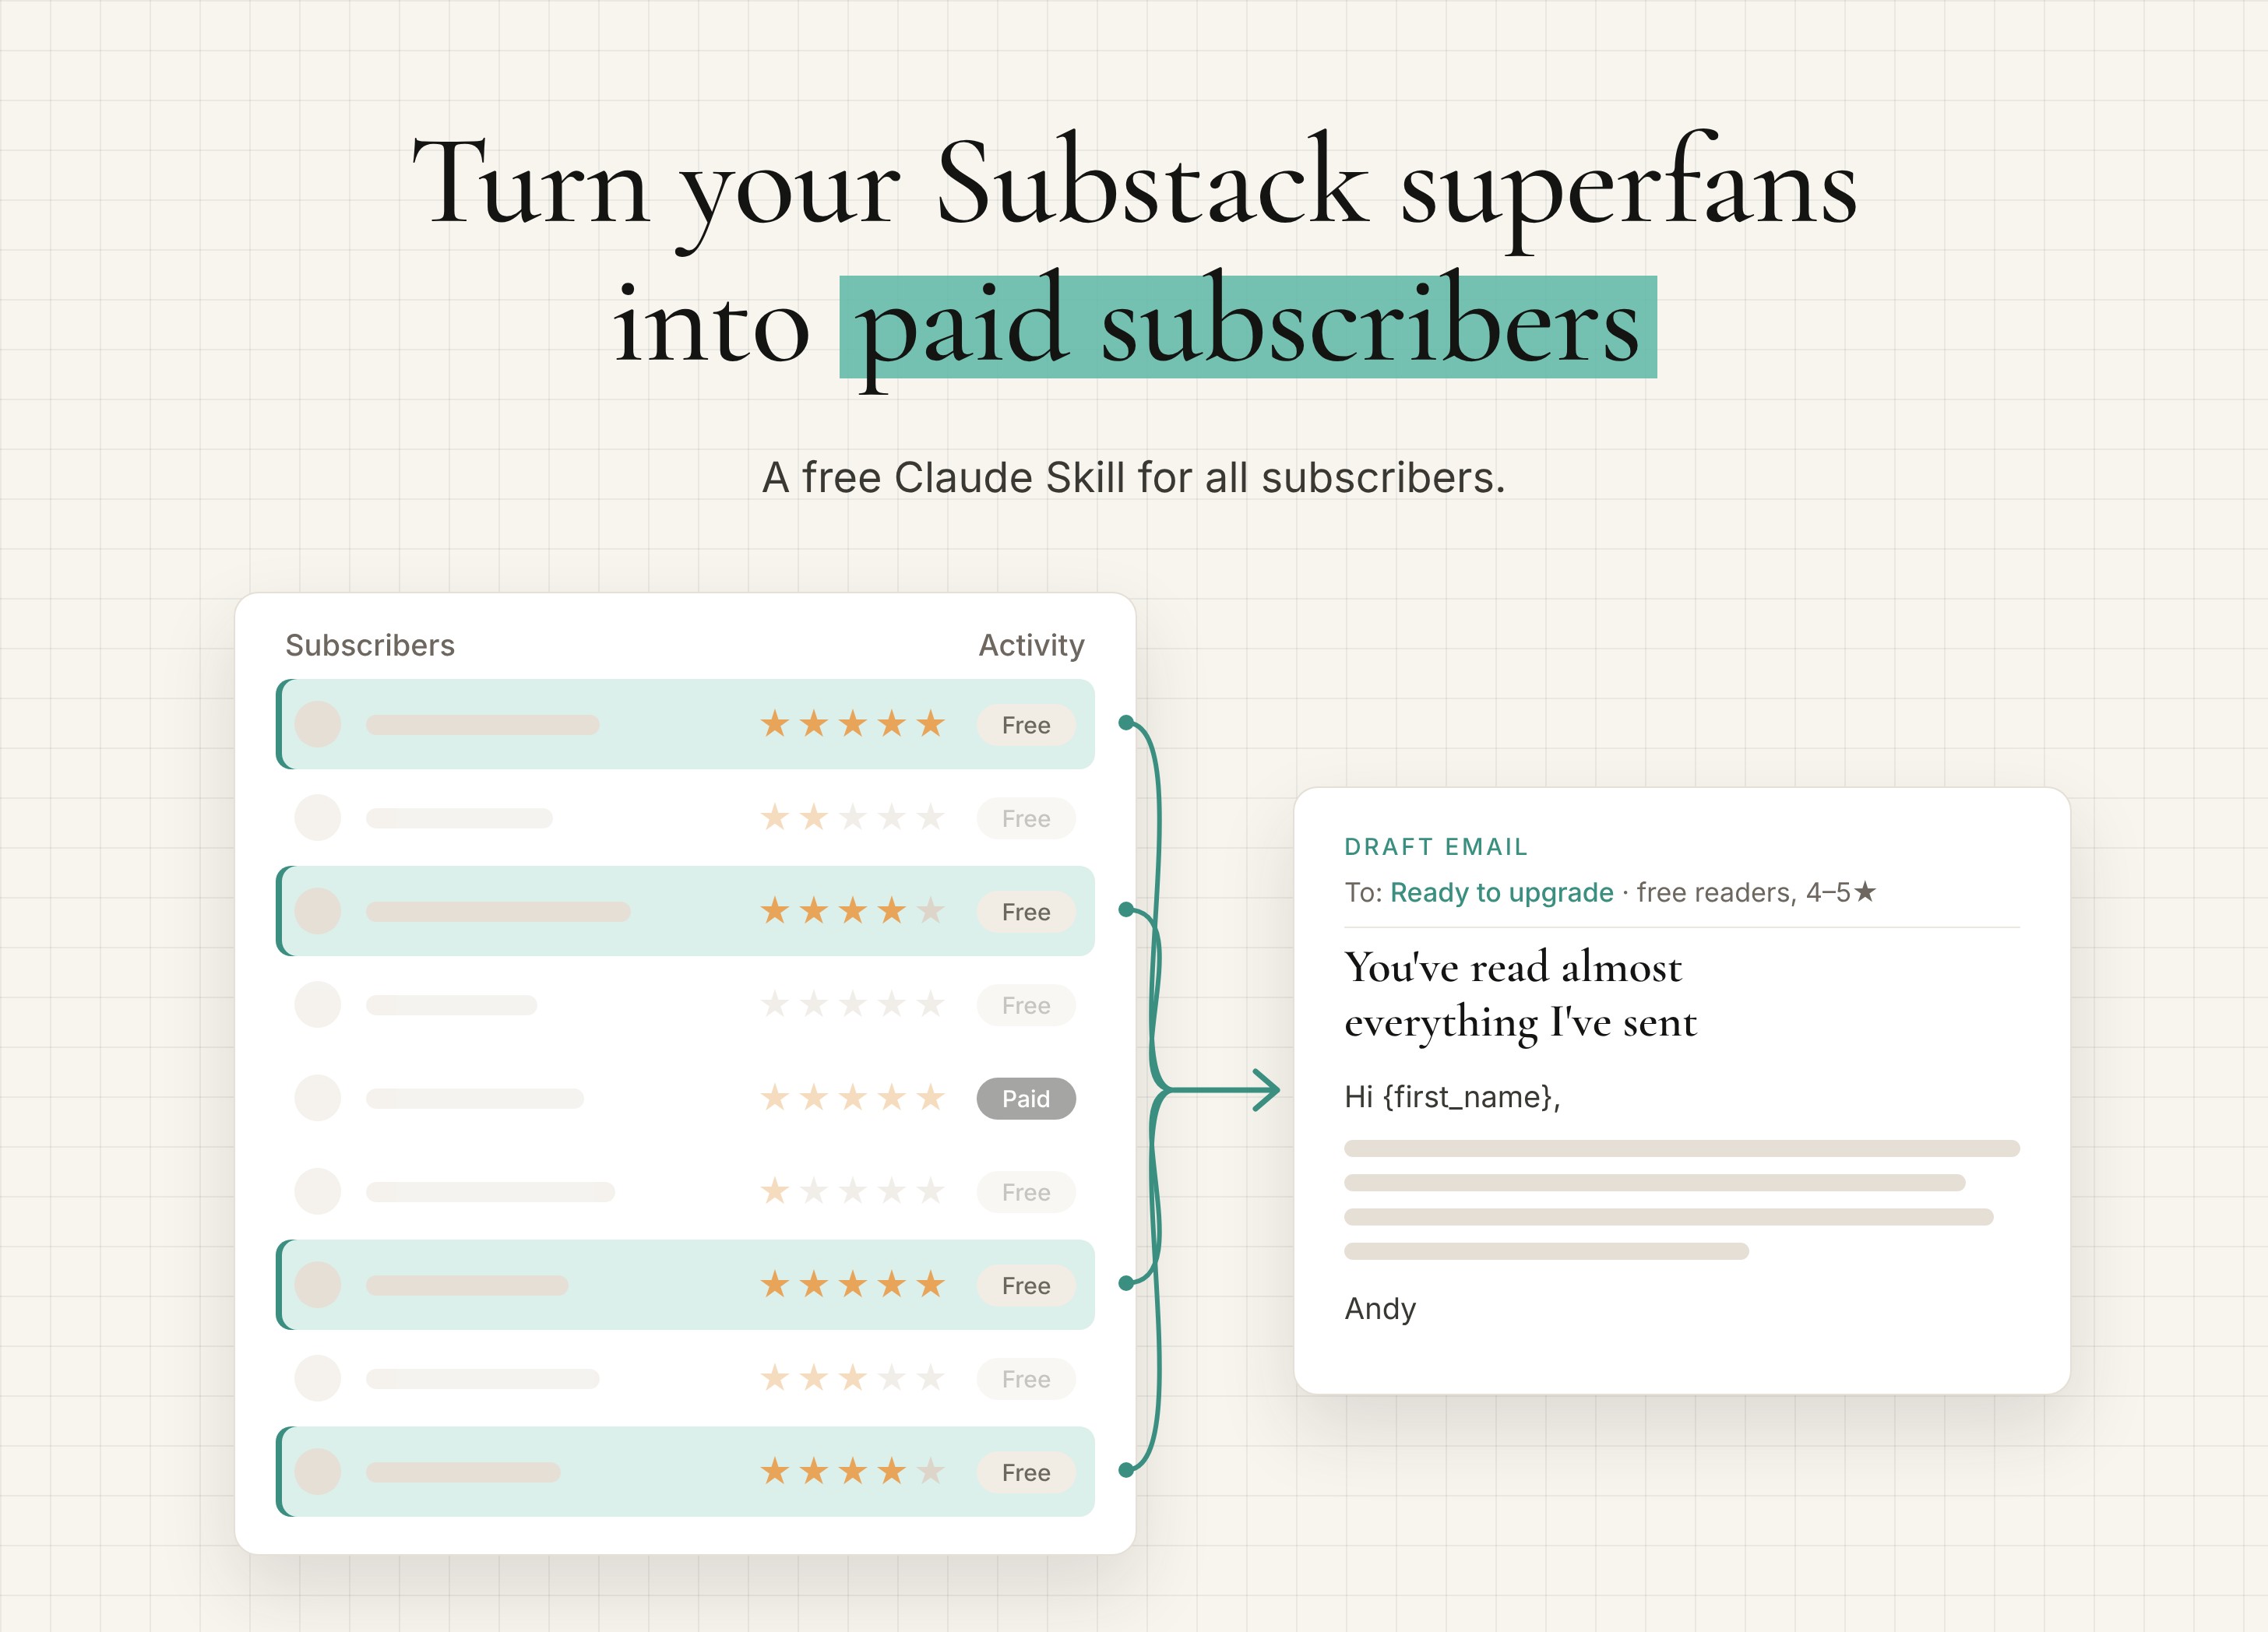 Turn your Substack superfans
into paid subscribers
A free Claude Skill for all subscribers.
Subscribers Activity
★★★★★ Free
★★★★★ Free
★★★★★ Free
★★★★★ Free
★★★★★ Paid
★★★★★ Free
★★★★★ Free
★★★★★ Free
★★★★★ Free
DRAFT EMAIL
To: Ready to upgrade · free readers, 4–5★
You've read almost
everything I've sent
Hi {first_name},
Andy